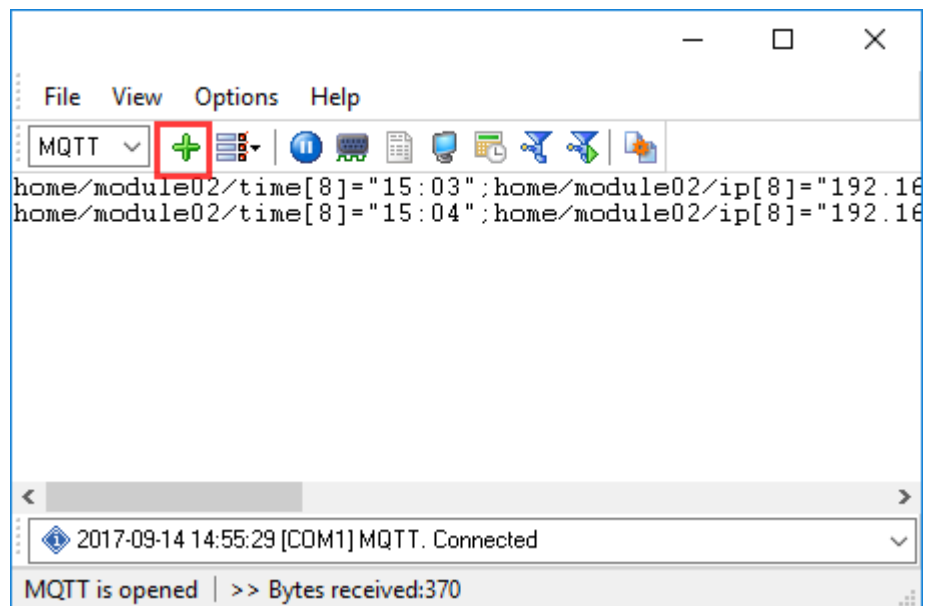 File View Options Help
MQTT
home/module02/time[8]="15:03";home/module02/ip[8]="192.16
home/module02/time[8]="15:04";home/module02/ip[8]="192.16
2017-09-14 14:55:29 [COM1] MQTT. Connected
MQTT is opened | >> Bytes received:370